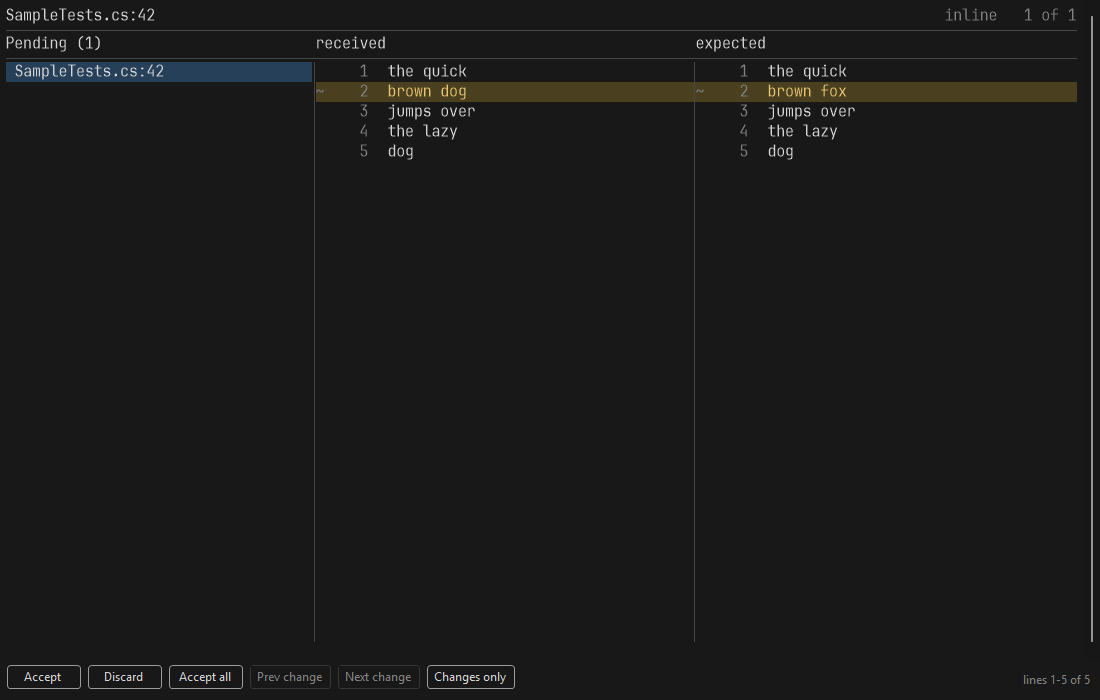 SampleTests.cs:42 inline 1 of 1
Pending (1) received expected
SampleTests.cs:42
1 the quick
~ 2 brown dog
3 jumps over
4 the lazy
5 dog
1 the quick
~ 2 brown fox
3 jumps over
4 the lazy
5 dog
Accept Discard Accept all Prev change Next change Changes only lines 1-5 of 5